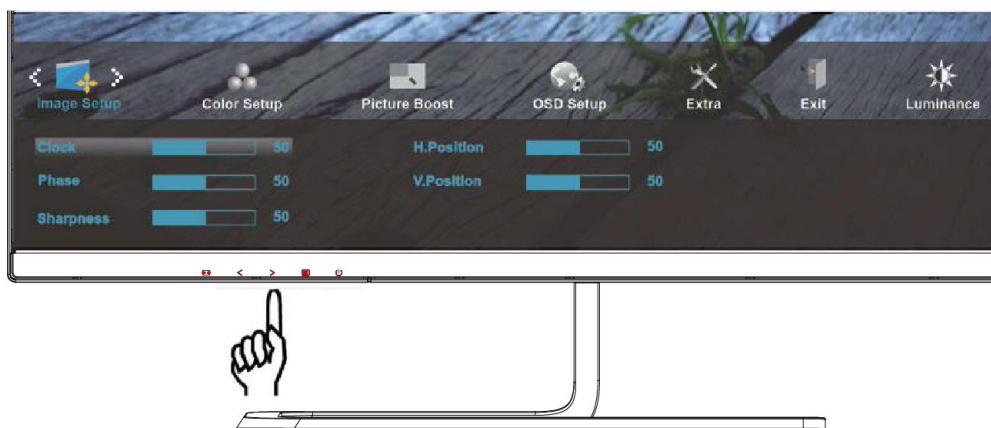 Image Setup Color Setup Picture Boost OSD Setup Extra Exit Luminance
Clock 50 H.Position 50
Phase 50 V.Position 50
Sharpness 50